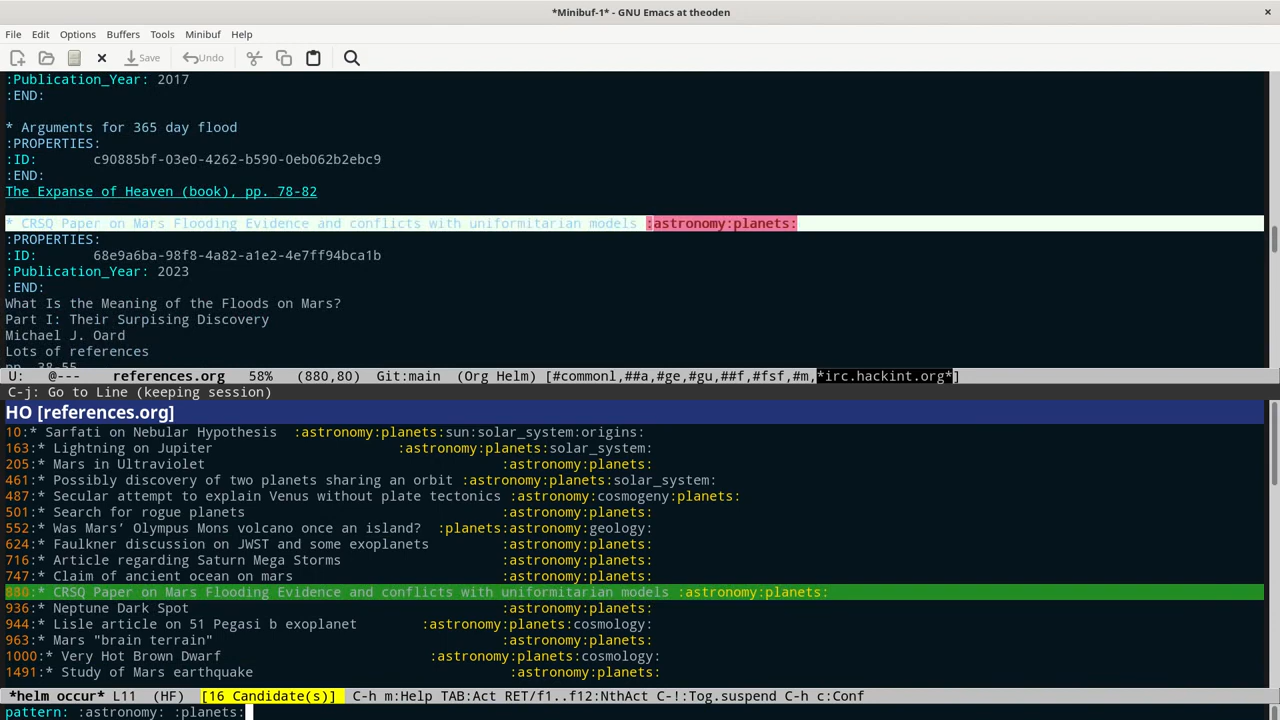 *Minibuf-1* - GNU Emacs at theoden ×
File Edit Options Buffers Tools Minibuf Help
Save Undo
:Publication_Year: 2017
:END:
* Arguments for 365 day flood
:PROPERTIES:
:ID: c90885bf-03e0-4262-b590-0eb062b2ebc9
:END:
The Expanse of Heaven (book), pp. 78-82
* CRSQ Paper on Mars Flooding Evidence and conflicts with uniformitarian models :astronomy:planets:
:PROPERTIES:
:ID: 68e9a6ba-98f8-4a82-a1e2-4e7ff94bca1b
:Publication_Year: 2023
:END:
What Is the Meaning of the Floods on Mars?
Part I: Their Surpising Discovery
Michael J. Oard
Lots of references
pp. 38-55
U: @--- references.org 58% (880,80) Git:main (Org Helm) [#commonl,##a,#ge,#gu,##f,#fsf,#m,*irc.hackint.org*]
C-j: Go to Line (keeping session)
HO [references.org]
10:* Sarfati on Nebular Hypothesis :astronomy:planets:sun:solar_system:origins:
163:* Lightning on Jupiter :astronomy:planets:solar_system:
205:* Mars in Ultraviolet :astronomy:planets:
461:* Possibly discovery of two planets sharing an orbit :astronomy:planets:solar_system:
487:* Secular attempt to explain Venus without plate tectonics :astronomy:cosmogeny:planets:
501:* Search for rogue planets :astronomy:planets:
552:* Was Mars’ Olympus Mons volcano once an island? :planets:astronomy:geology:
624:* Faulkner discussion on JWST and some exoplanets :astronomy:planets:
716:* Article regarding Saturn Mega Storms :astronomy:planets:
747:* Claim of ancient ocean on mars :astronomy:planets:
880:* CRSQ Paper on Mars Flooding Evidence and conflicts with uniformitarian models :astronomy:planets:
936:* Neptune Dark Spot :astronomy:planets:
944:* Lisle article on 51 Pegasi b exoplanet :astronomy:planets:cosmology:
963:* Mars "brain terrain" :astronomy:planets:
1000:* Very Hot Brown Dwarf :astronomy:planets:cosmology:
1491:* Study of Mars earthquake :astronomy:planets:
*helm occur* L11 (HF) [16 Candidate(s)] C-h m:Help TAB:Act RET/f1..f12:NthAct C-!:Tog.suspend C-h c:Conf
pattern: :astronomy: :planets: